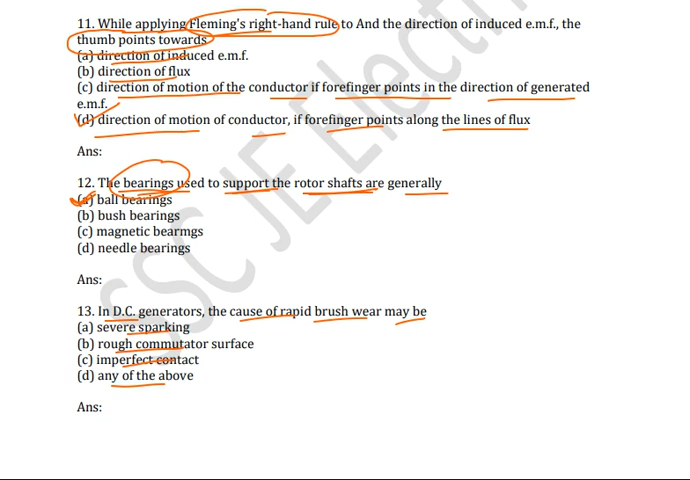 11. While applying Fleming's right-hand rule to And the direction of induced e.m.f., the
thumb points towards
(a) direction of induced e.m.f.
(b) direction of flux
(c) direction of motion of the conductor if forefinger points in the direction of generated
e.m.f.
(d) direction of motion of conductor, if forefinger points along the lines of flux
Ans:
12. The bearings used to support the rotor shafts are generally
(a) ball bearings
(b) bush bearings
(c) magnetic bearmgs
(d) needle bearings
Ans:
13. In D.C. generators, the cause of rapid brush wear may be
(a) severe sparking
(b) rough commutator surface
(c) imperfect contact
(d) any of the above
Ans:
SSC JE Electri